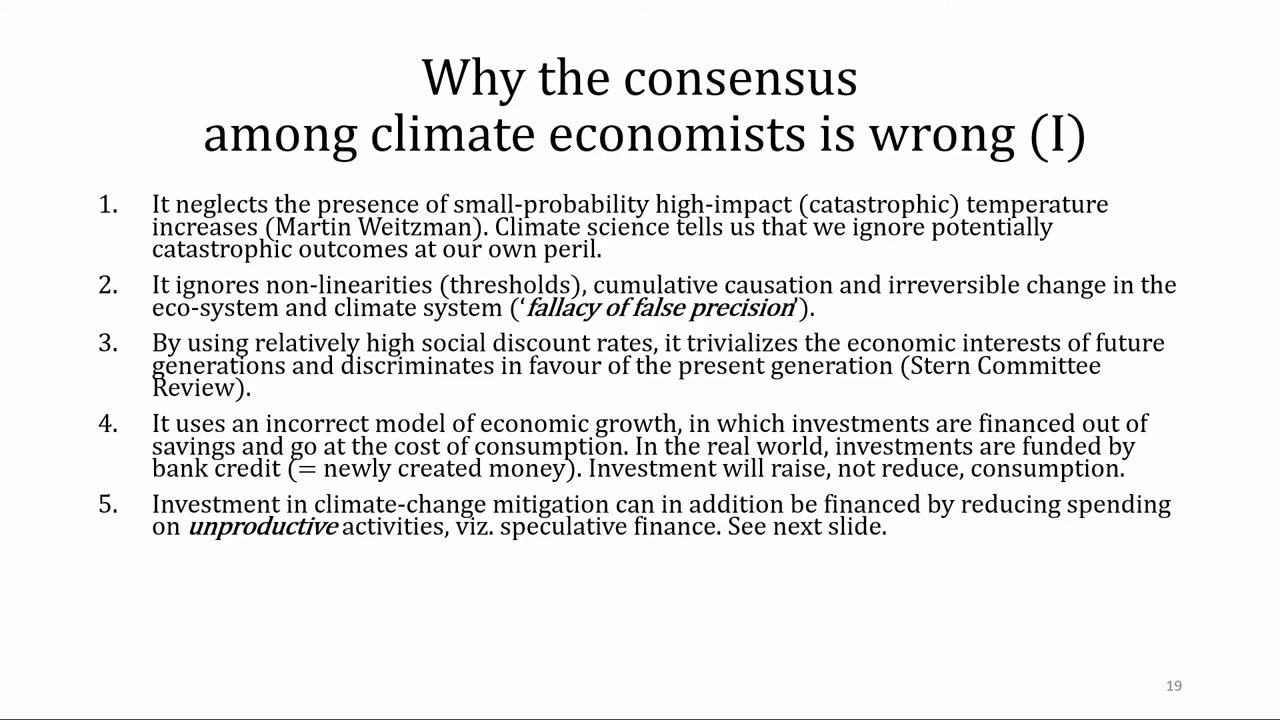 Why the consensus
among climate economists is wrong (I)
1. It neglects the presence of small-probability high-impact (catastrophic) temperature
increases (Martin Weitzman). Climate science tells us that we ignore potentially
catastrophic outcomes at our own peril.
2. It ignores non-linearities (thresholds), cumulative causation and irreversible change in the
eco-system and climate system (‘fallacy of false precision’).
3. By using relatively high social discount rates, it trivializes the economic interests of future
generations and discriminates in favour of the present generation (Stern Committee
Review).
4. It uses an incorrect model of economic growth, in which investments are financed out of
savings and go at the cost of consumption. In the real world, investments are funded by
bank credit (= newly created money). Investment will raise, not reduce, consumption.
5. Investment in climate-change mitigation can in addition be financed by reducing spending
on unproductive activities, viz. speculative finance. See next slide.
19